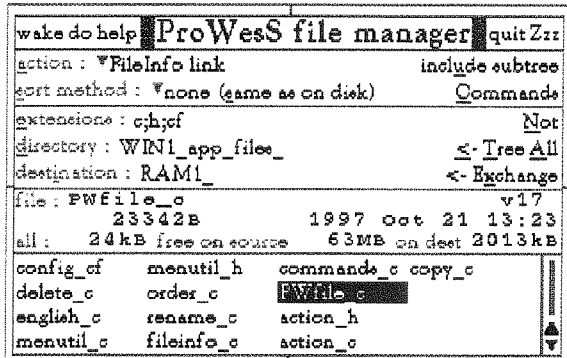 wake do help ProWesS file manager quit Zzz
action : ▼FileInfo link include subtree
sort method : ▼none (same as on disk) Commands
extensions : c;h;cf Not
directory : WIN1_app_files_ <- Tree All
destination : RAM1_ <- Exchange
file : PWfile_c v17
23342B 1997 Oct 21 13:23
all : 24kB free on source 63MB on dest 2013kB
config_cf menutil_h commands_c copy_c
delete_c order_c PWfile_c
english_c rename_c action_h
menutil_c fileinfo_c action_c